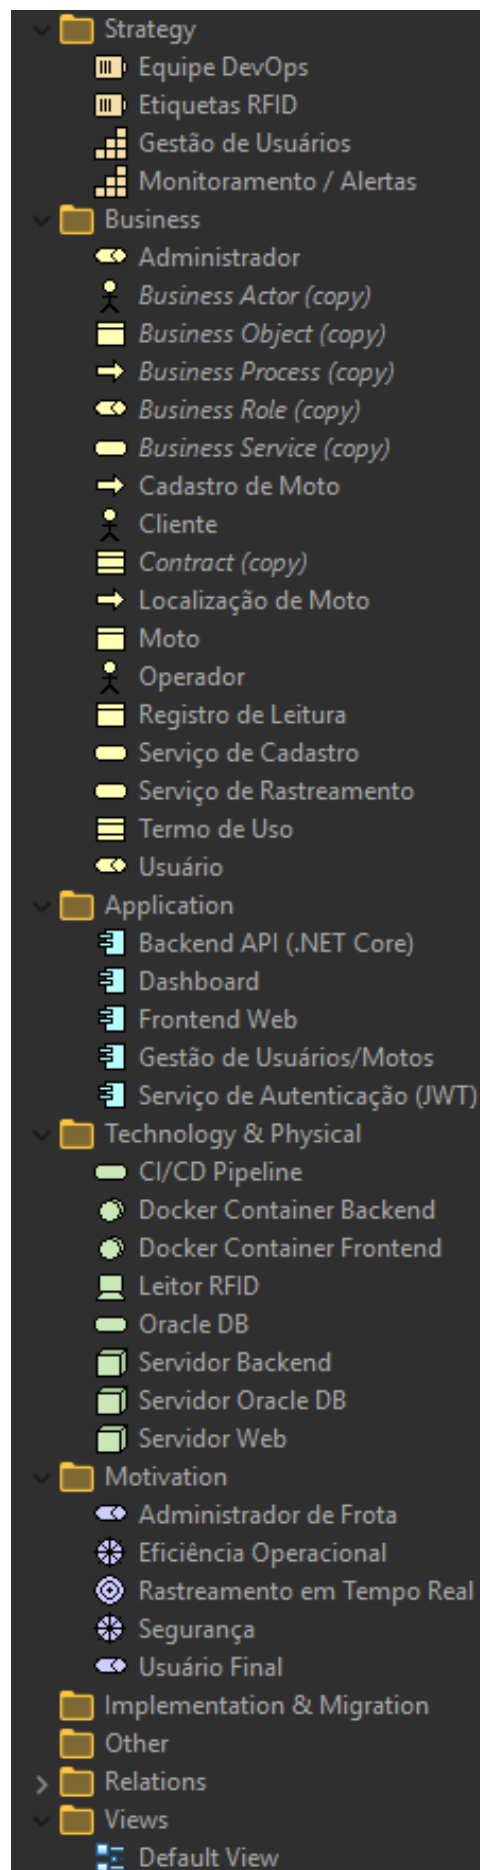 Strategy
Equipe DevOps
Etiquetas RFID
Gestão de Usuários
Monitoramento / Alertas
Business
Administrador
Business Actor (copy)
Business Object (copy)
Business Process (copy)
Business Role (copy)
Business Service (copy)
Cadastro de Moto
Cliente
Contract (copy)
Localização de Moto
Moto
Operador
Registro de Leitura
Serviço de Cadastro
Serviço de Rastreamento
Termo de Uso
Usuário
Application
Backend API (.NET Core)
Dashboard
Frontend Web
Gestão de Usuários/Motos
Serviço de Autenticação (JWT)
Technology & Physical
CI/CD Pipeline
Docker Container Backend
Docker Container Frontend
Leitor RFID
Oracle DB
Servidor Backend
Servidor Oracle DB
Servidor Web
Motivation
Administrador de Frota
Eficiência Operacional
Rastreamento em Tempo Real
Segurança
Usuário Final
Implementation & Migration
Other
Relations
Views
Default View